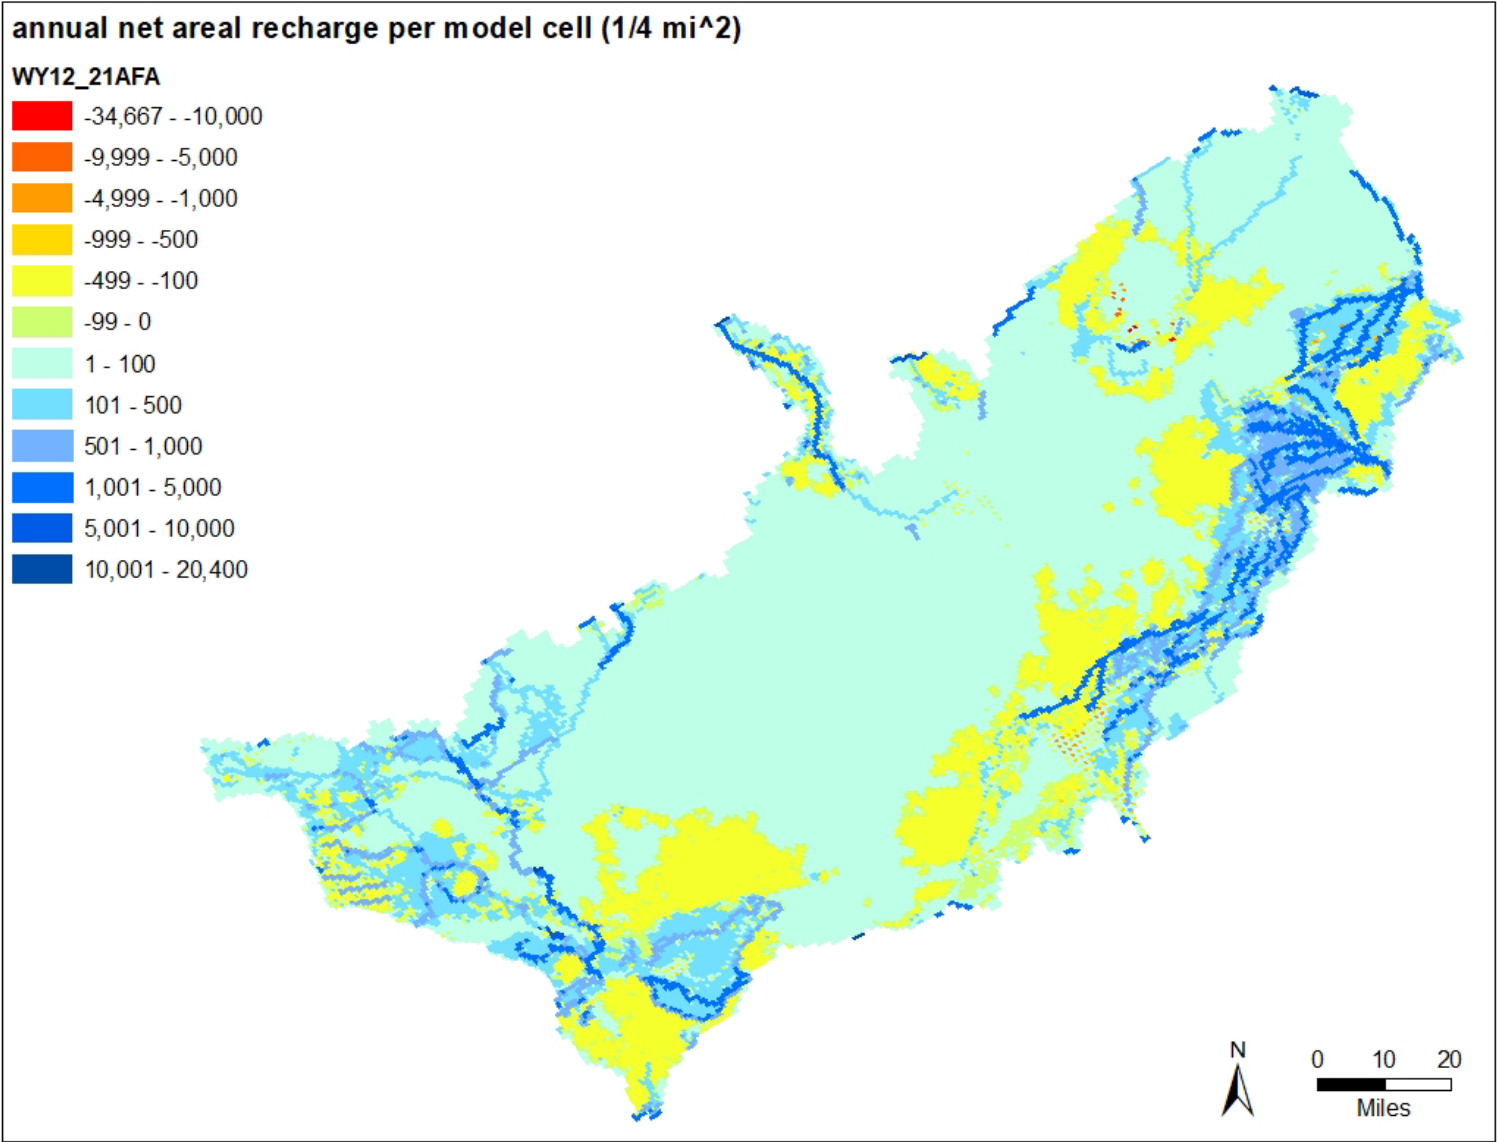 annual net areal recharge per model cell (1/4 mi^2)
WY12_21AFA
-34,667 - -10,000
-9,999 - -5,000
-4,999 - -1,000
-999 - -500
-499 - -100
-99 - 0
1 - 100
101 - 500
501 - 1,000
1,001 - 5,000
5,001 - 10,000
10,001 - 20,400
N
0 10 20
Miles